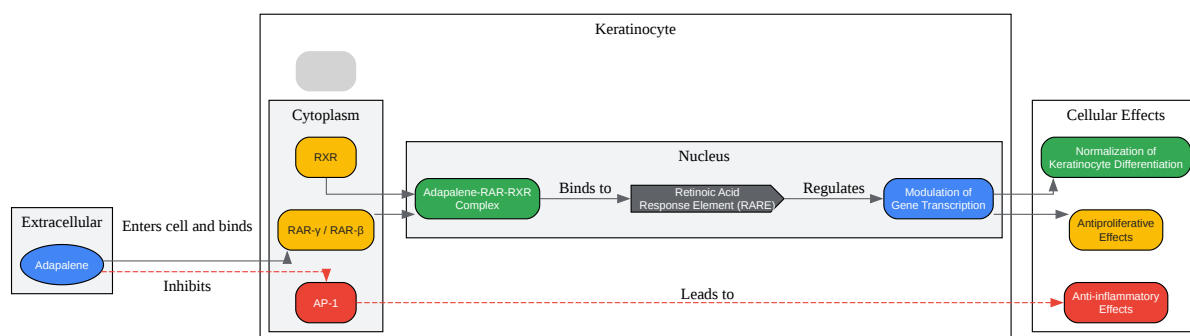 Keratinocyte
Cytoplasm
Cellular Effects
RXR
Normalization of
Keratinocyte Differentiation
Nucleus
Adapalene-RAR-RXR
Complex
Binds to
Retinoic Acid
Response Element (RARE)
Regulates
Modulation of
Gene Transcription
Extracellular
Enters cell and binds
RAR-γ / RAR-β
Antiproliferative
Effects
Adapalene
Inhibits
AP-1
Leads to
Anti-inflammatory
Effects